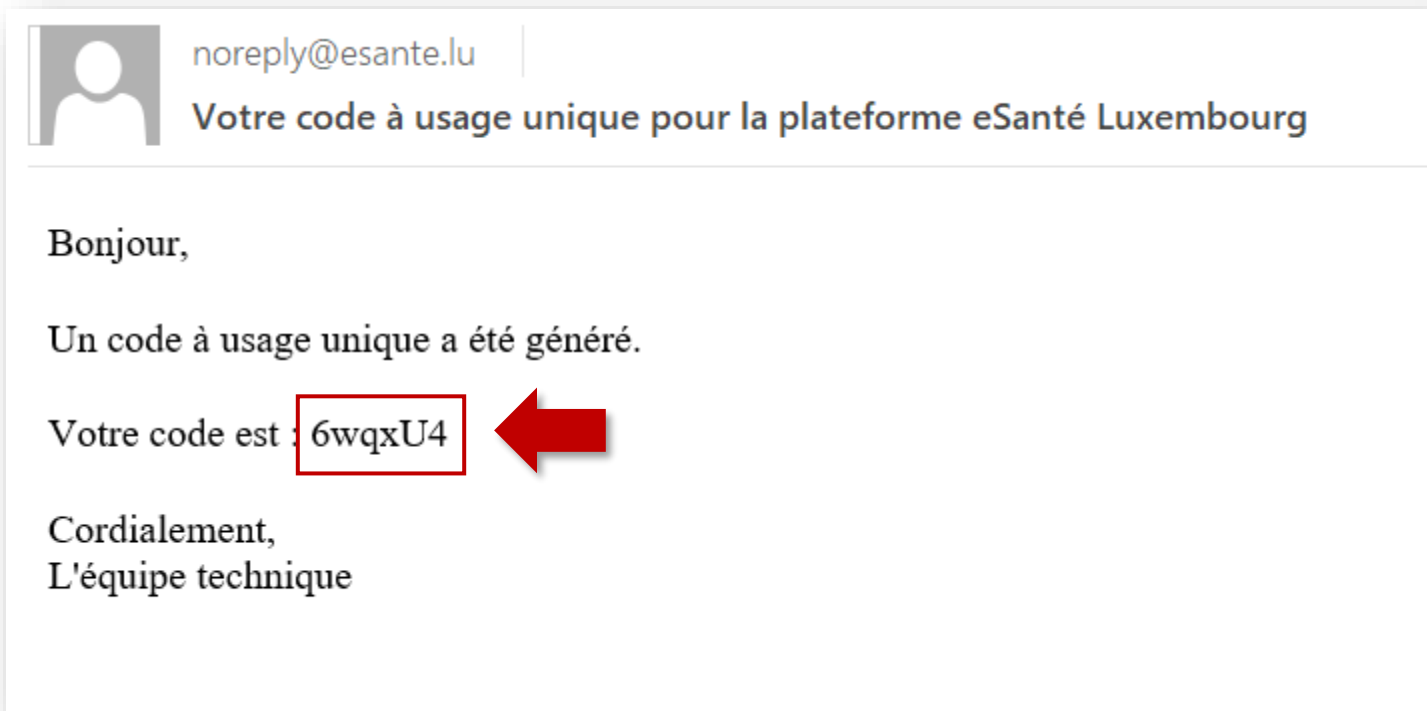 noreply@esante.lu
Votre code à usage unique pour la plateforme eSanté Luxembourg
Bonjour,
Un code à usage unique a été généré.
Votre code est : 6wqxU4
Cordialement,
L'équipe technique